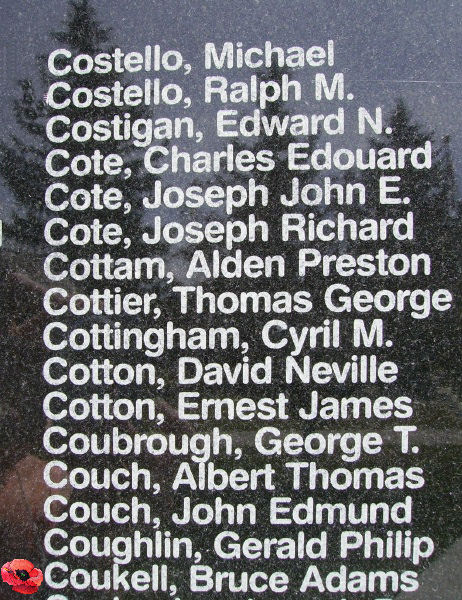 Costello, Michael
Costello, Ralph M.
Costigan, Edward N.
Cote, Charles Edouard
Cote, Joseph John E.
Cote, Joseph Richard
Cottam, Alden Preston
Cottier, Thomas George
Cottingham, Cyril M.
Cotton, David Neville
Cotton, Ernest James
Coubrough, George T.
Couch, Albert Thomas
Couch, John Edmund
Coughlin, Gerald Philip
Coukell, Bruce Adams